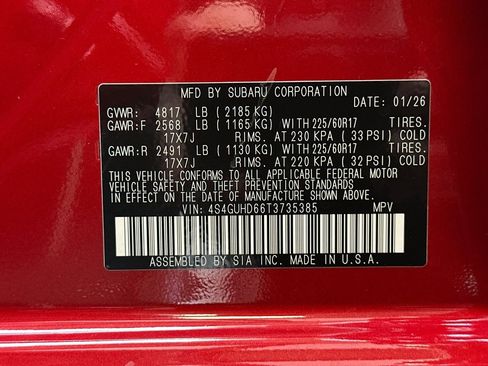 MFD BY SUBARU CORPORATION
GVWR: 4817 LB ( 2185 KG) DATE: 01/26
GAWR:F 2568 LB ( 1165 KG) WITH 225/60R17 TIRES.
17X7J RIMS. AT 230 KPA ( 33 PSI) COLD
GAWR:R 2491 LB ( 1130 KG) WITH 225/60R17 TIRES.
17X7J RIMS. AT 220 KPA ( 32 PSI) COLD
THIS VEHICLE CONFORMS TO ALL APPLICABLE FEDERAL MOTOR
VEHICLE SAFETY AND THEFT PREVENTION STANDARDS
IN EFFECT ON THE DATE OF MANUFACTURE SHOWN ABOVE.
VIN: 4S4GUHD66T3735385 MPV
ASSEMBLED BY SIA INC. MADE IN U.S.A.